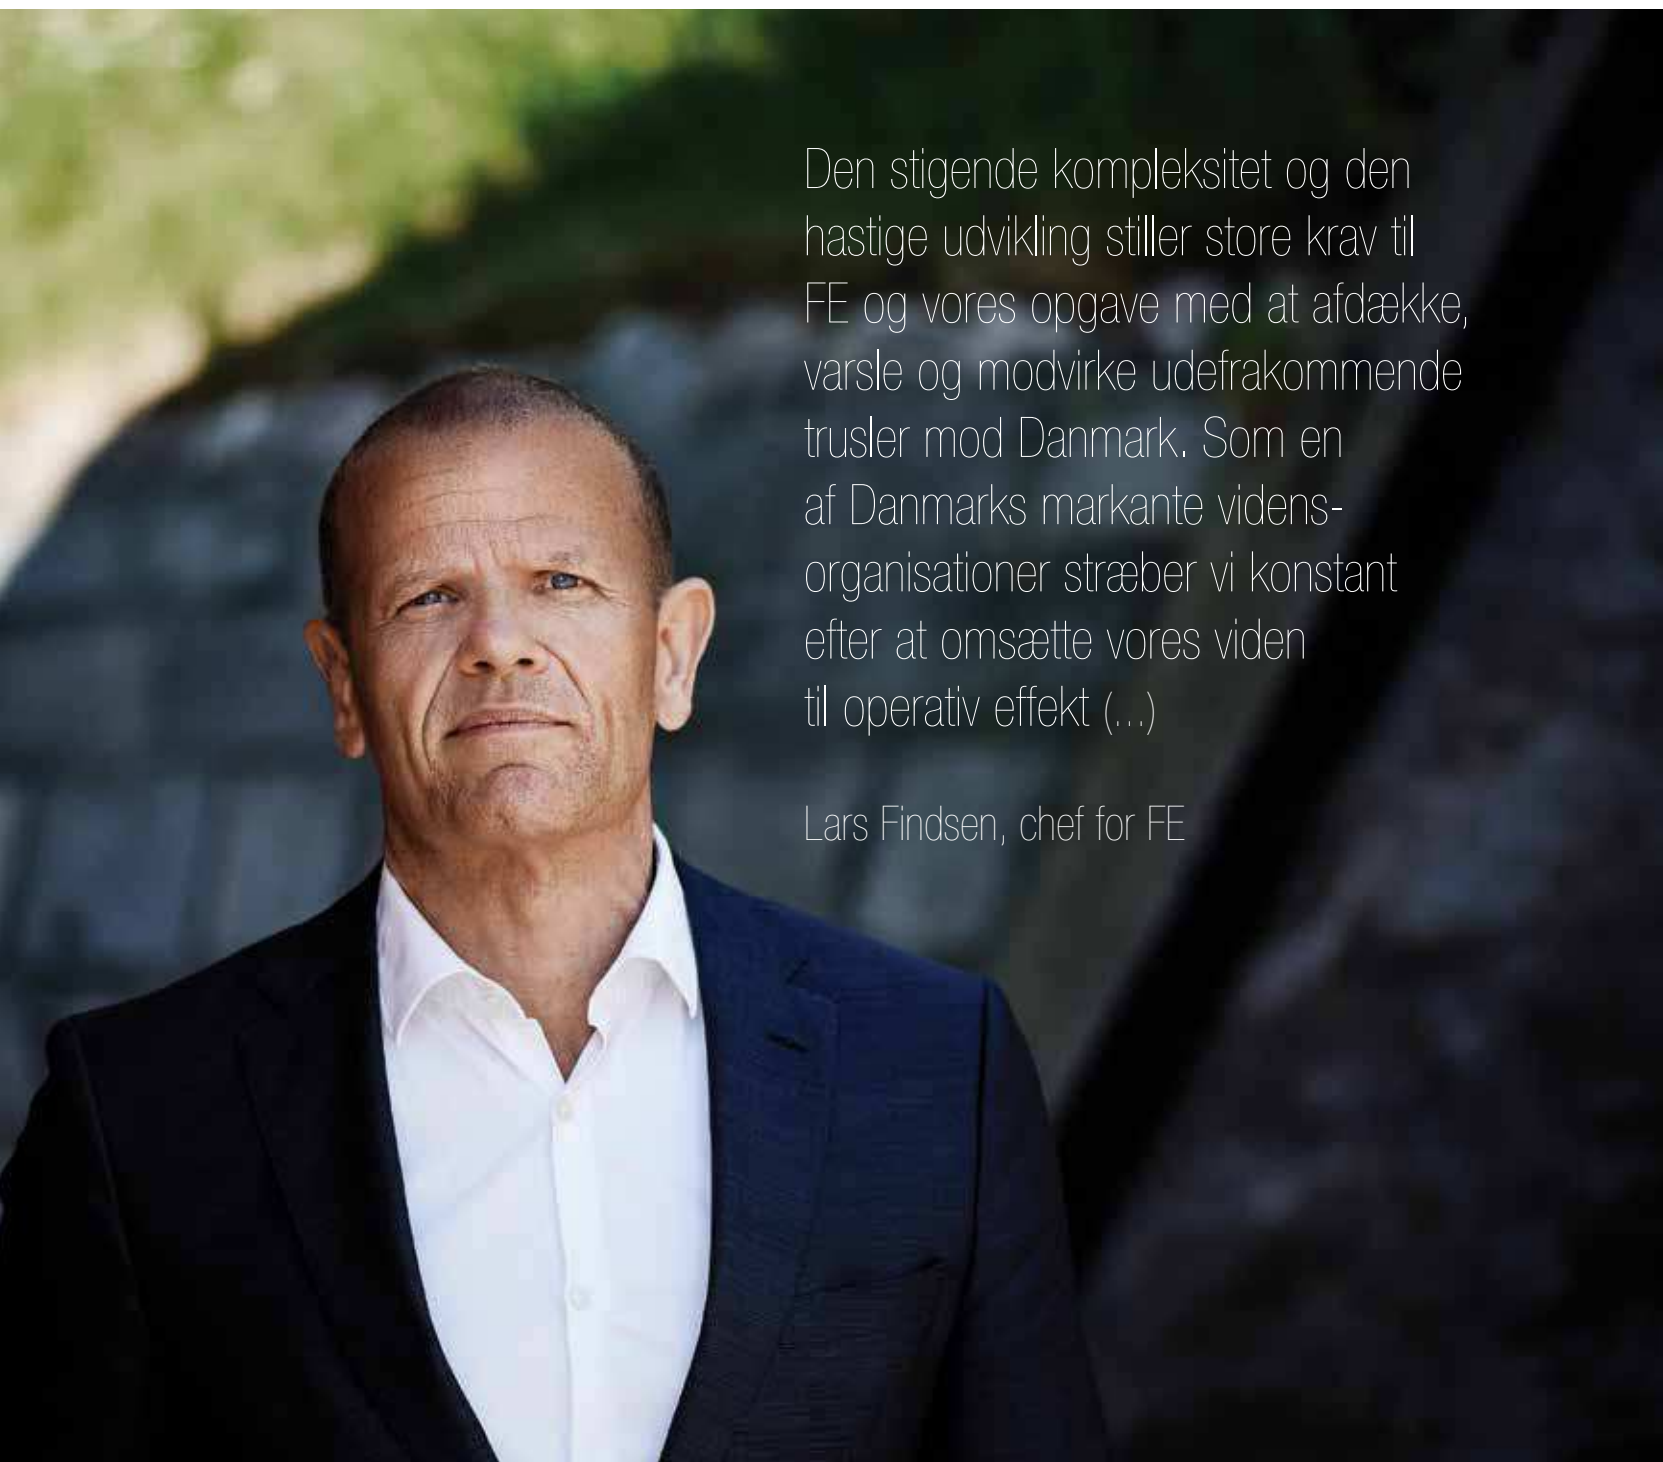 Den stigende kompleksitet og den
hastige udvikling stiller store krav til
FE og vores opgave med at afdække,
varsle og modvirke udefrakommende
trusler mod Danmark. Som en
af Danmarks markante videns-
organisationer stræber vi konstant
efter at omsætte vores viden
til operativ effekt (...)
Lars Findsen, chef for FE